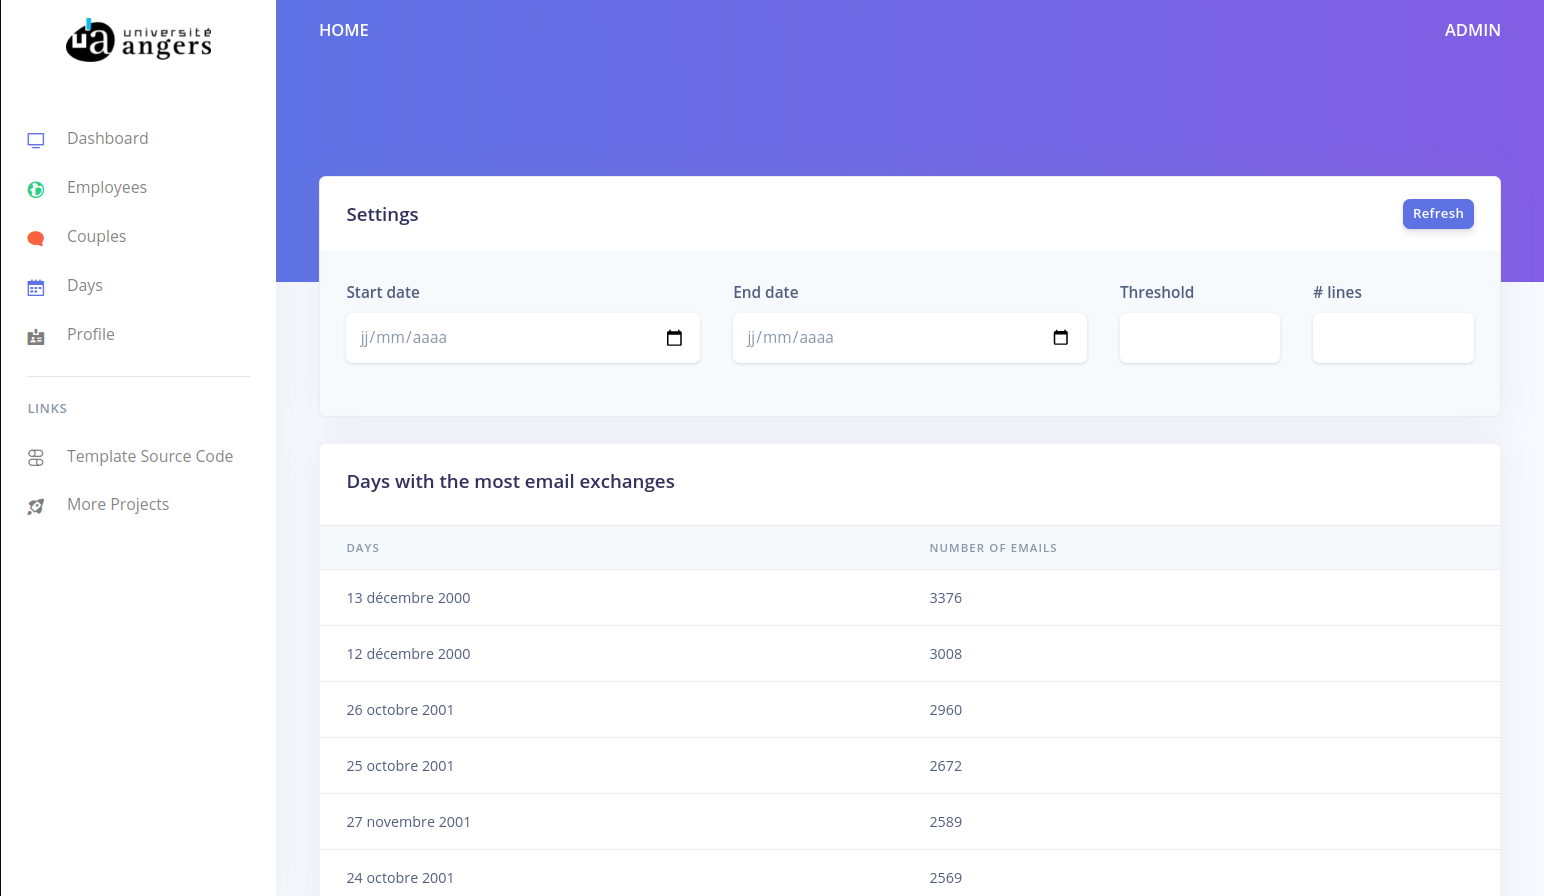 université
angers
HOME
ADMIN
Dashboard
Employees
Couples
Days
Profile
LINKS
Template Source Code
More Projects
Settings
Refresh
Start date
End date
Threshold
# lines
jj/mm/aaaa
jj/mm/aaaa
Days with the most email exchanges
DAYS
NUMBER OF EMAILS
13 décembre 2000
3376
12 décembre 2000
3008
26 octobre 2001
2960
25 octobre 2001
2672
27 novembre 2001
2589
24 octobre 2001
2569